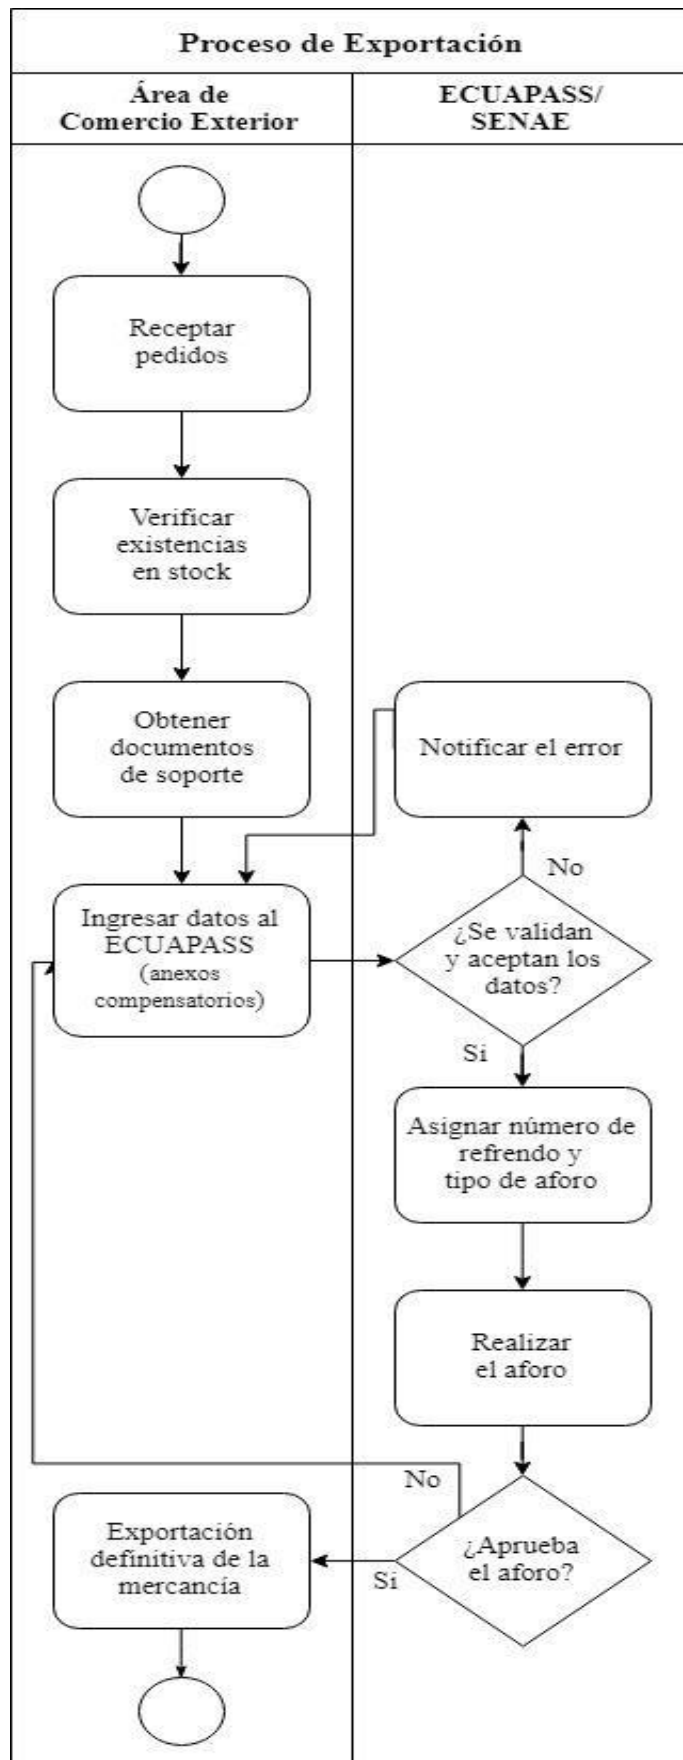 Proceso de Exportación
Área de
Comercio Exterior
ECUAPASS/
SENAE
Receptar
pedidos
Verificar
existencias
en stock
Obtener
documentos
de soporte
Notificar el error
No
Ingresar datos al
ECUAPASS
(anexos
compensatorios)
¿Se validan
y aceptan los
datos?
Si
Asignar número de
refrendo y
tipo de aforo
Realizar
el aforo
No
Exportación
definitiva de la
mercancía
Si
¿Aprueba
el aforo?